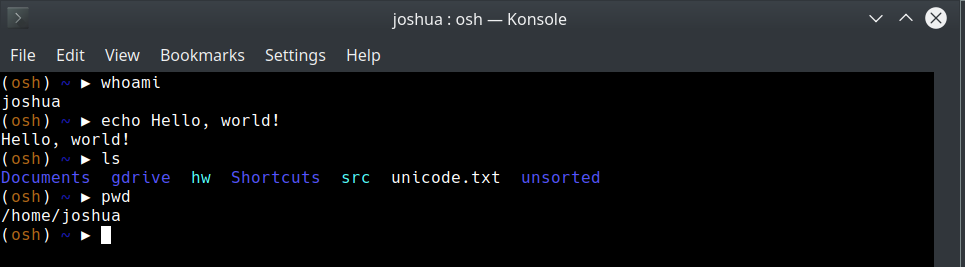 joshua : osh — Konsole
File Edit View Bookmarks Settings Help
(osh) ~ ▶ whoami
joshua
(osh) ~ ▶ echo Hello, world!
Hello, world!
(osh) ~ ▶ ls
Documents  gdrive  hw  Shortcuts  src  unicode.txt  unsorted
(osh) ~ ▶ pwd
/home/joshua
(osh) ~ ▶